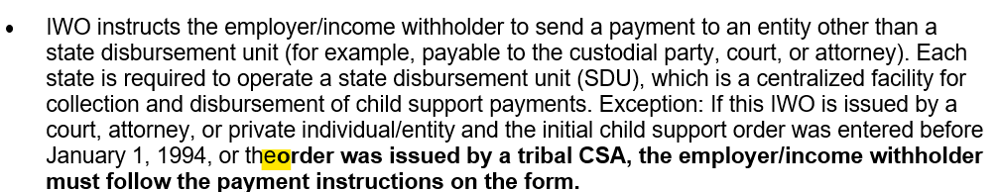 • IWO instructs the employer/income withholder to send a payment to an entity other than a
state disbursement unit (for example, payable to the custodial party, court, or attorney). Each
state is required to operate a state disbursement unit (SDU), which is a centralized facility for
collection and disbursement of child support payments. Exception: If this IWO is issued by a
court, attorney, or private individual/entity and the initial child support order was entered before
January 1, 1994, or theorder was issued by a tribal CSA, the employer/income withholder
must follow the payment instructions on the form.